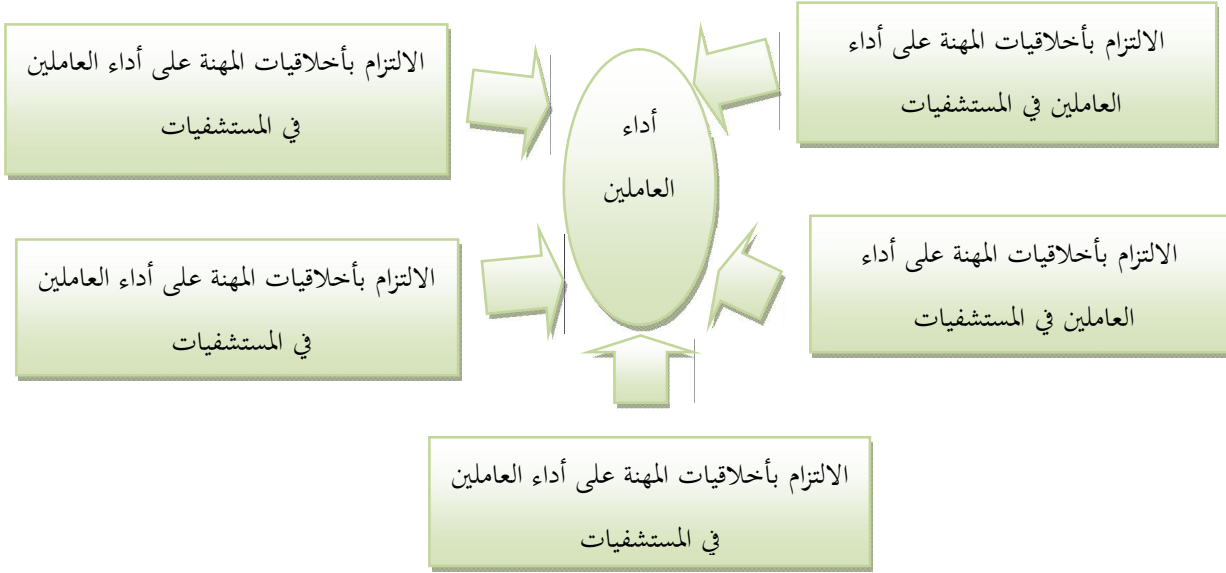 الالتزام بأخلاقيات المهنة على أداء
العاملين في المستشفيات
الالتزام بأخلاقيات المهنة على أداء العاملين
في المستشفيات
أداء
العاملين
الالتزام بأخلاقيات المهنة على أداء
العاملين في المستشفيات
الالتزام بأخلاقيات المهنة على أداء العاملين
في المستشفيات
الالتزام بأخلاقيات المهنة على أداء العاملين
في المستشفيات